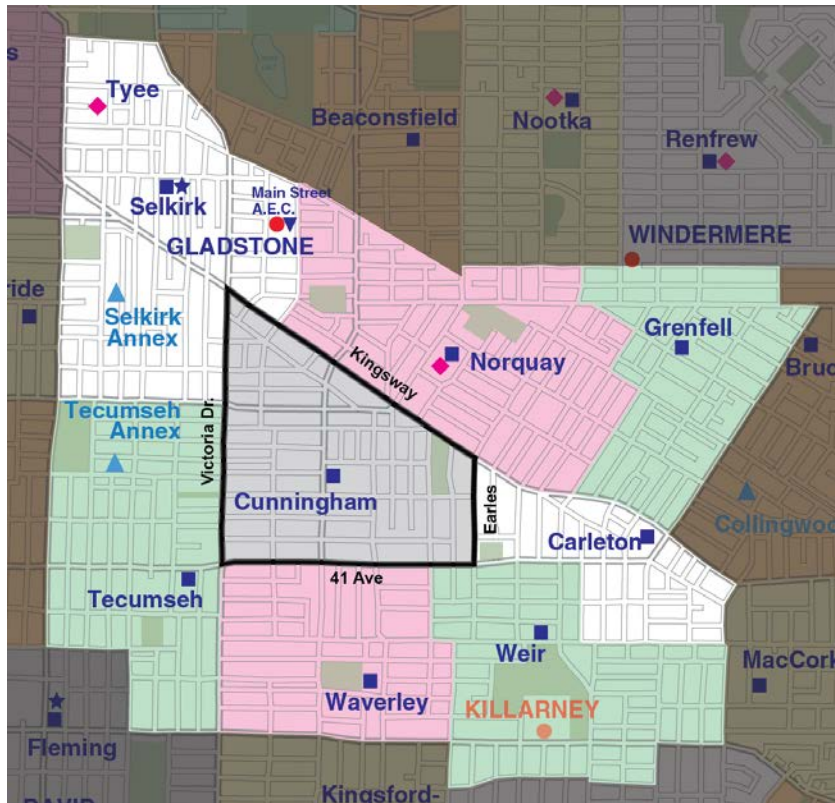 s
Tyee
Beaconsfield
Nootka
Renfrew
Main Street
A.E.C.
Selkirk
GLADSTONE
WINDERMERE
ride
Selkirk
Annex
Kingsway
Norquay
Grenfell
Bruc
Tecumseh
Annex
Victoria Dr.
Cunningham
Earles
Collingwoo
Carleton
41 Ave
Tecumseh
Weir
MacCork
Waverley
KILLARNEY
Fleming
DAVID
Kingsford-